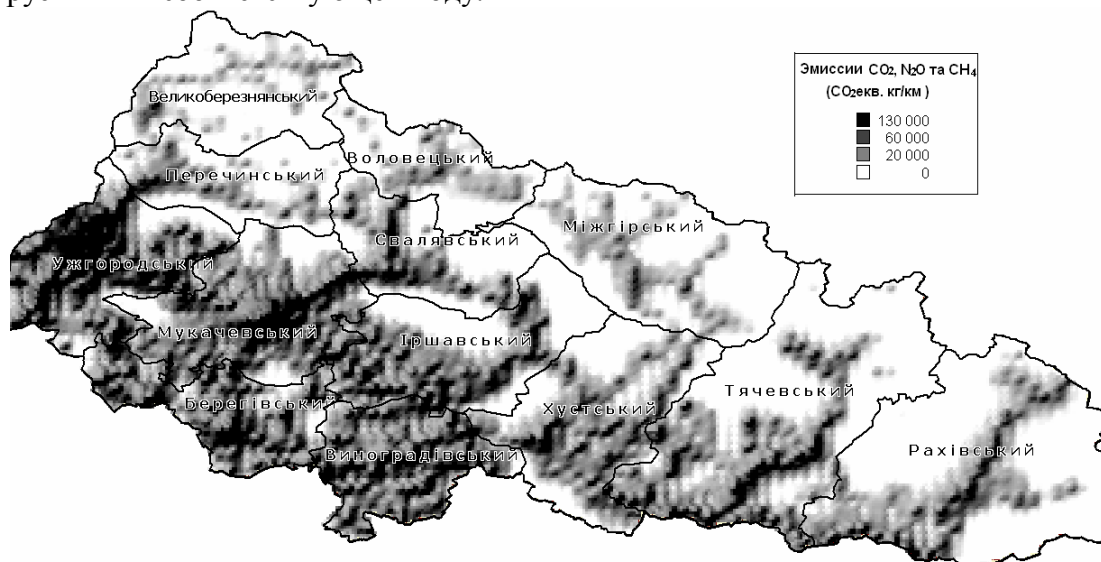 Эмиссии CO₂, N₂O та CH₄
(CO₂екв. кг/км )
130 000
60 000
20 000
0
Великоберезнянський
Воловецький
Перечинський
Міжгірський
Свалявський
Ужгородський
Мукачевський
Іршавський
Тячевський
Берегівський
Хустський
Рахівський
Виноградівський